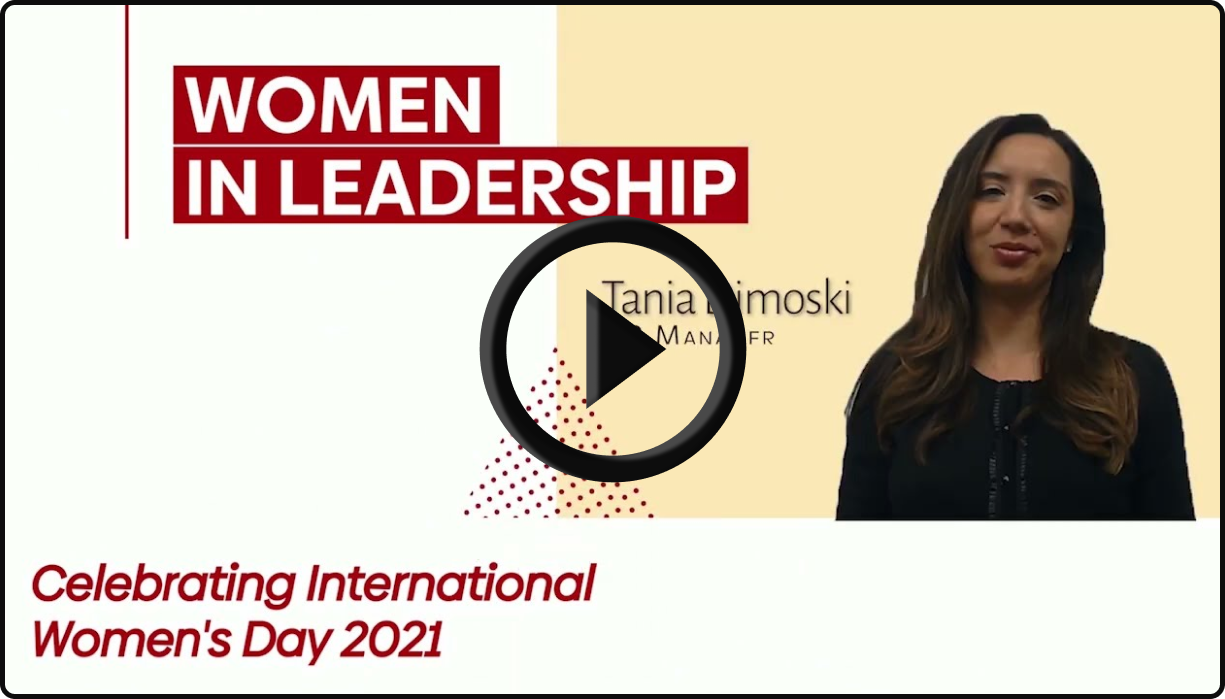 WOMEN
IN LEADERSHIP
Tania
Celebrating International
Women's Day 2021